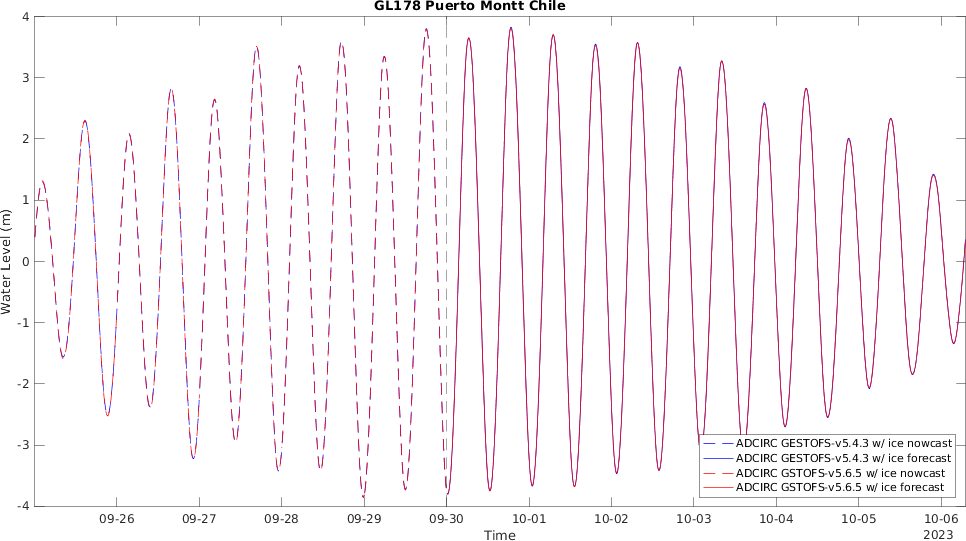 GL178 Puerto Montt Chile
4
3
2
1
0
-1
-2
-3
-4
Water Level (m)
ADCIRC GESTOFS-v5.4.3 w/ ice nowcast
ADCIRC GESTOFS-v5.4.3 w/ ice forecast
ADCIRC GSTOFS-v5.6.5 w/ ice nowcast
ADCIRC GSTOFS-v5.6.5 w/ ice forecast
09-26 09-27 09-28 09-29 09-30 10-01 10-02 10-03 10-04 10-05 10-06
Time 2023